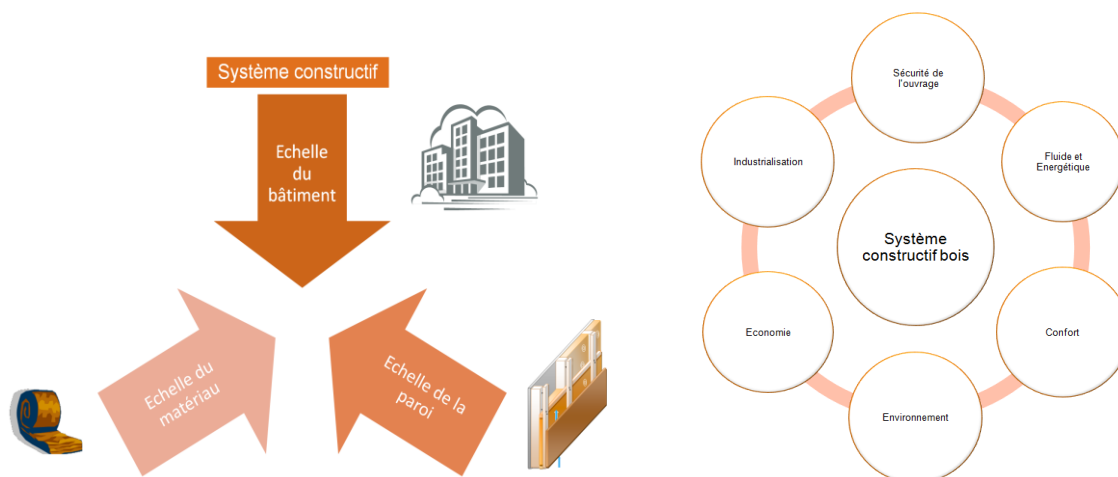 Système constructif
Echelle
du
bâtiment
Echelle du
matériau
Echelle de la
paroi
Sécurité de
l'ouvrage
Fluide et
Energétique
Confort
Environnement
Economie
Industrialisation
Système
constructif bois